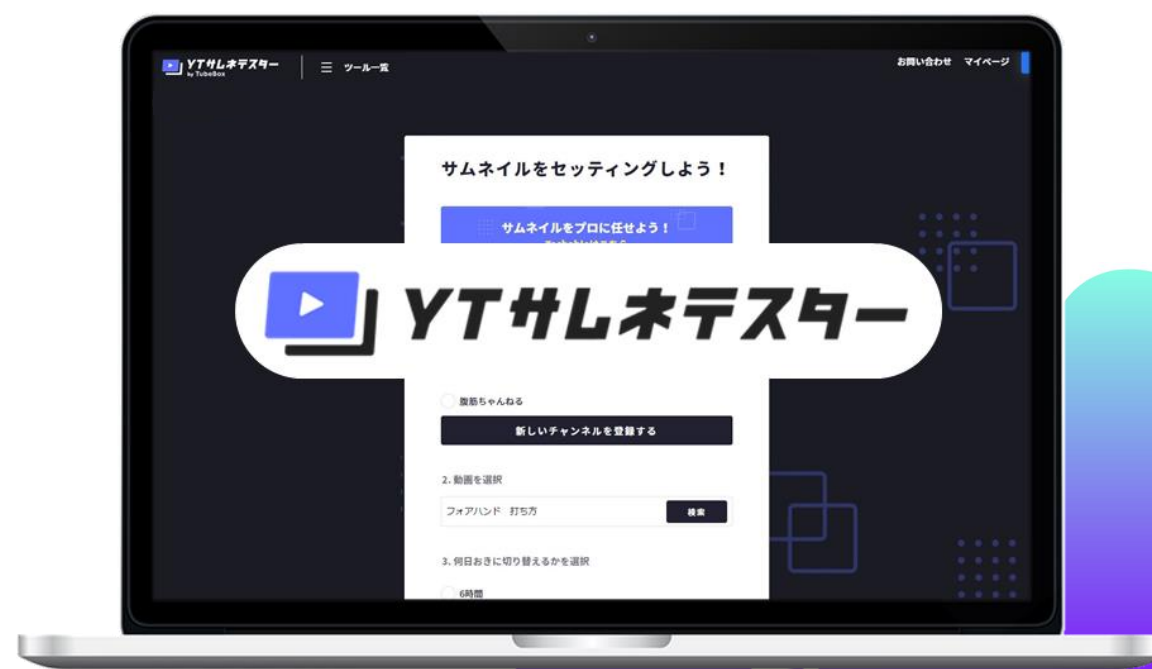 YTサムネテスター
by TubeBox
ツール一覧
お問い合わせ マイページ
サムネイルをセッティングしよう！
サムネイルをプロに任せよう！
YTサムネテスター
腹筋ちゃんねる
新しいチャンネルを登録する
2. 動画を選択
フォアハンド 打ち方
検索
3. 何日おきに切り替えるかを選択
6時間